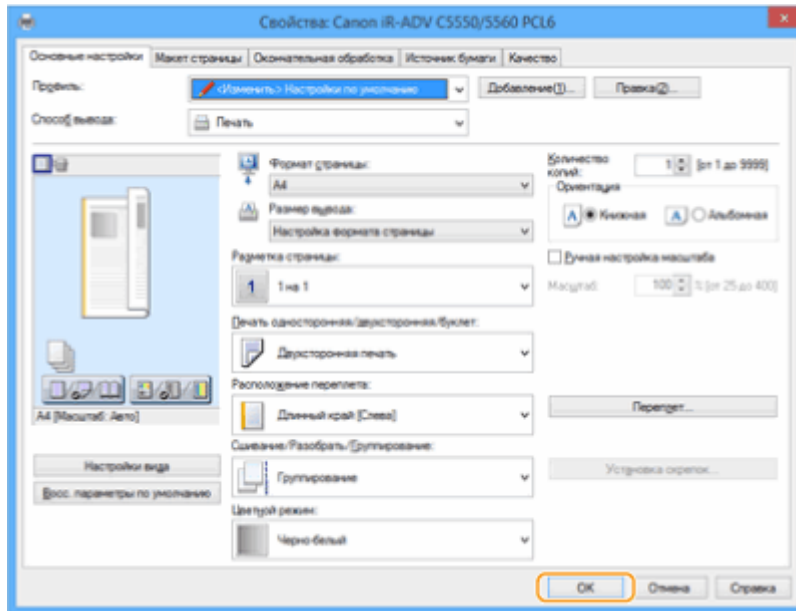 Свойства: Canon iR-ADV C5550/5560 PCL6
Основные настройки Макет страницы Окончательная обработка Источник бумаги Качество
Профиль: <Изменить> Настройки по умолчанию Добавление(1)... Правка(2)...
Способ вывода: Печать
Формат страницы:
A4
Размер вывода:
Настройка формата страницы
Разметка страницы:
1 1 на 1
Печать односторонняя/двухсторонняя/буклет:
Двухсторонняя печать
Расположение переплета:
Длинный край [Слева]
Сшивание/Разобрать/Группирование:
Группирование
Цветной режим:
Черно-белый
Количество копий: 1 [от 1 до 9999]
Ориентация
A Книжная A Альбомная
Ручная настройка масштаба
Масштаб: 100 % [от 25 до 400]
Переплет...
Установка скрепок...
A4 [Масштаб: Авто]
Настройки вида
Восс. параметры по умолчанию
OK Отмена Справка